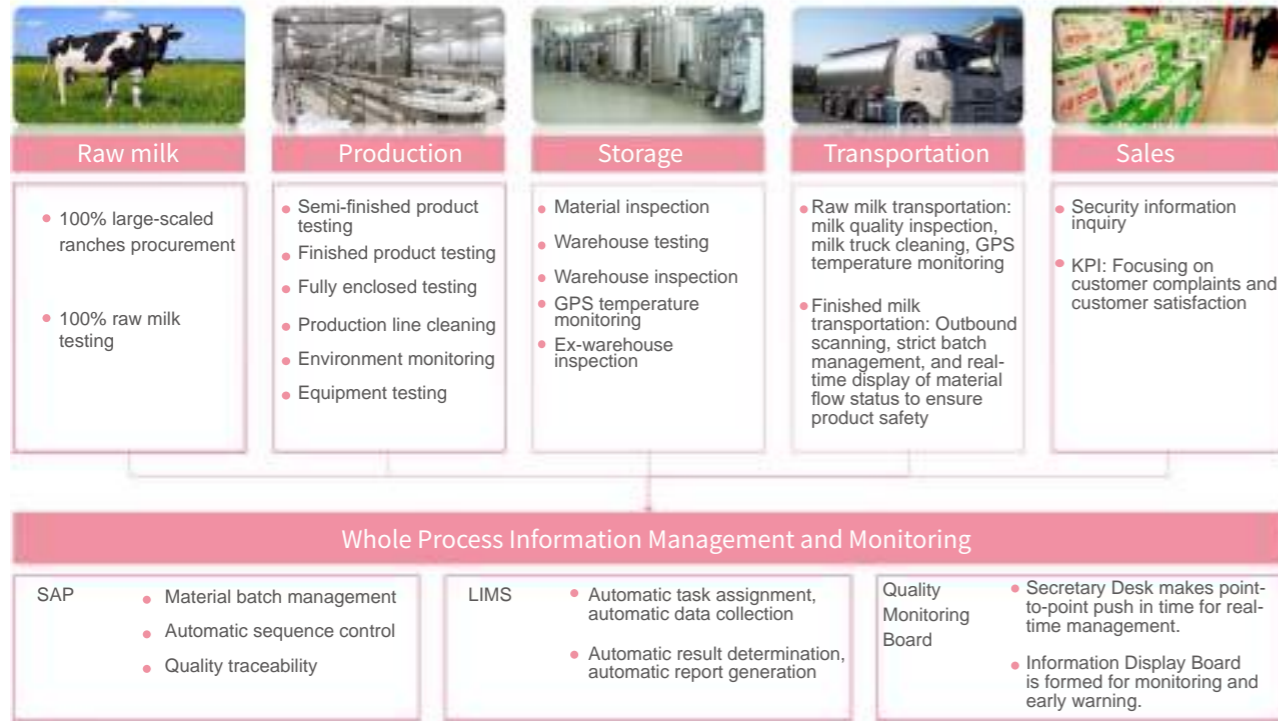 Raw milk
100% large-scaled
ranches procurement
100% raw milk
testing
Production
Semi-finished product
testing
Finished product testing
Fully enclosed testing
Production line cleaning
Environment monitoring
Equipment testing
Storage
Material inspection
Warehouse testing
Warehouse inspection
GPS temperature
monitoring
Ex-warehouse
inspection
Transportation
Raw milk transportation:
milk quality inspection,
milk truck cleaning, GPS
temperature monitoring
Finished milk
transportation: Outbound
scanning, strict batch
management, and real-
time display of material
flow status to ensure
product safety
Sales
Security information
inquiry
KPI: Focusing on
customer complaints and
customer satisfaction
Whole Process Information Management and Monitoring
SAP
Material batch management
Automatic sequence control
Quality traceability
LIMS
Automatic task assignment,
automatic data collection
Automatic result determination,
automatic report generation
Quality
Monitoring
Board
Secretary Desk makes point-
to-point push in time for real-
time management.
Information Display Board
is formed for monitoring and
early warning.